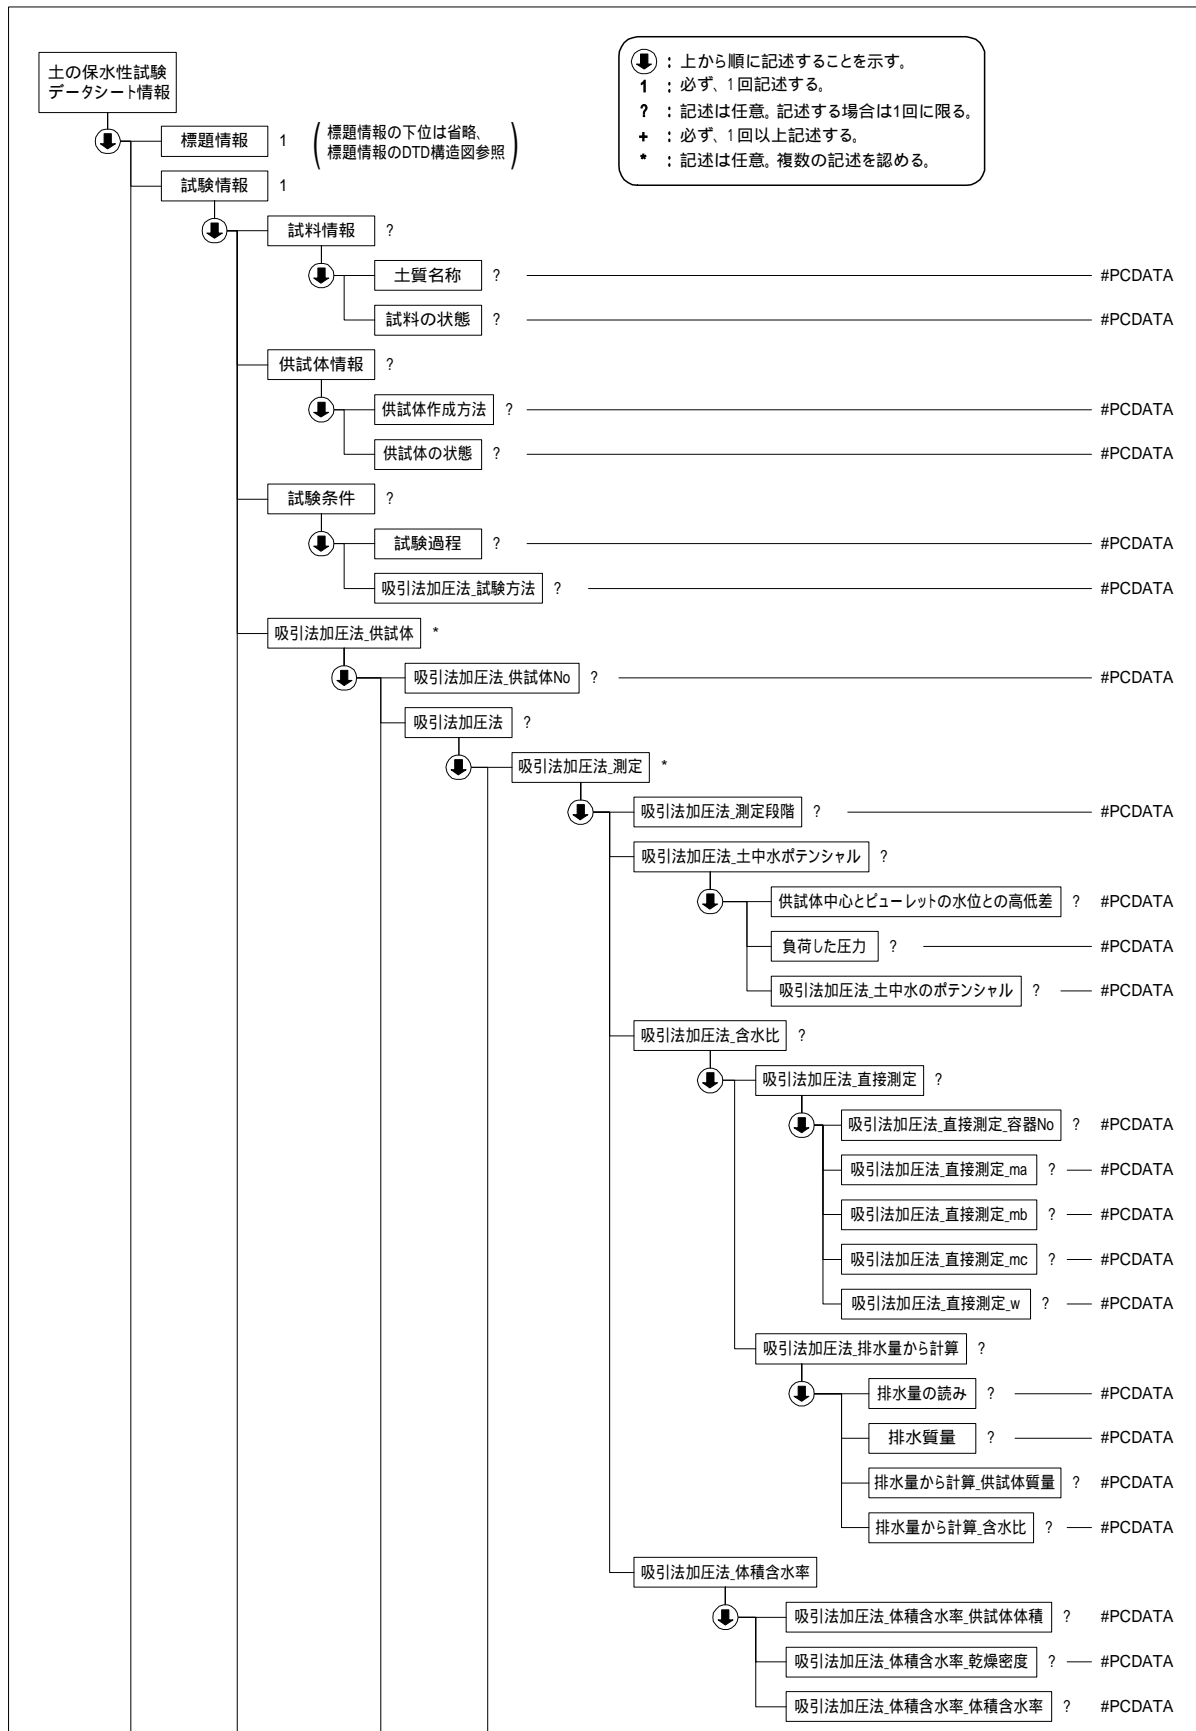 土の保水性試験
データシート情報
: 上から順に記述することを示す。
1 : 必ず、1回記述する。
? : 記述は任意。記述する場合は1回に限る。
+ : 必ず、1回以上記述する。
* : 記述は任意。複数の記述を認める。
標題情報 1
標題情報の下位は省略、
標題情報のDTD構造図参照
試験情報 1
試料情報 ?
土質名称 ? #PCDATA
試料の状態 ? #PCDATA
供試体情報 ?
供試体作成方法 ? #PCDATA
供試体の状態 ? #PCDATA
試験条件 ?
試験過程 ? #PCDATA
吸引法加圧法_試験方法 ? #PCDATA
吸引法加圧法_供試体 *
吸引法加圧法_供試体No ? #PCDATA
吸引法加圧法 ?
吸引法加圧法_測定 *
吸引法加圧法_測定段階 ? #PCDATA
吸引法加圧法_土中水ポテンシャル ?
供試体中心とビューレットの水位との高低差 ? #PCDATA
負荷した圧力 ? #PCDATA
吸引法加圧法_土中水のポテンシャル ? #PCDATA
吸引法加圧法_含水比 ?
吸引法加圧法_直接測定 ?
吸引法加圧法_直接測定_容器No ? #PCDATA
吸引法加圧法_直接測定_ma ? #PCDATA
吸引法加圧法_直接測定_mb ? #PCDATA
吸引法加圧法_直接測定_mc ? #PCDATA
吸引法加圧法_直接測定_w ? #PCDATA
吸引法加圧法_排水量から計算 ?
排水量の読み ? #PCDATA
排水質量 ? #PCDATA
排水量から計算_供試体質量 ? #PCDATA
排水量から計算_含水比 ? #PCDATA
吸引法加圧法_体積含水率
吸引法加圧法_体積含水率_供試体体積 ? #PCDATA
吸引法加圧法_体積含水率_乾燥密度 ? #PCDATA
吸引法加圧法_体積含水率_体積含水率 ? #PCDATA